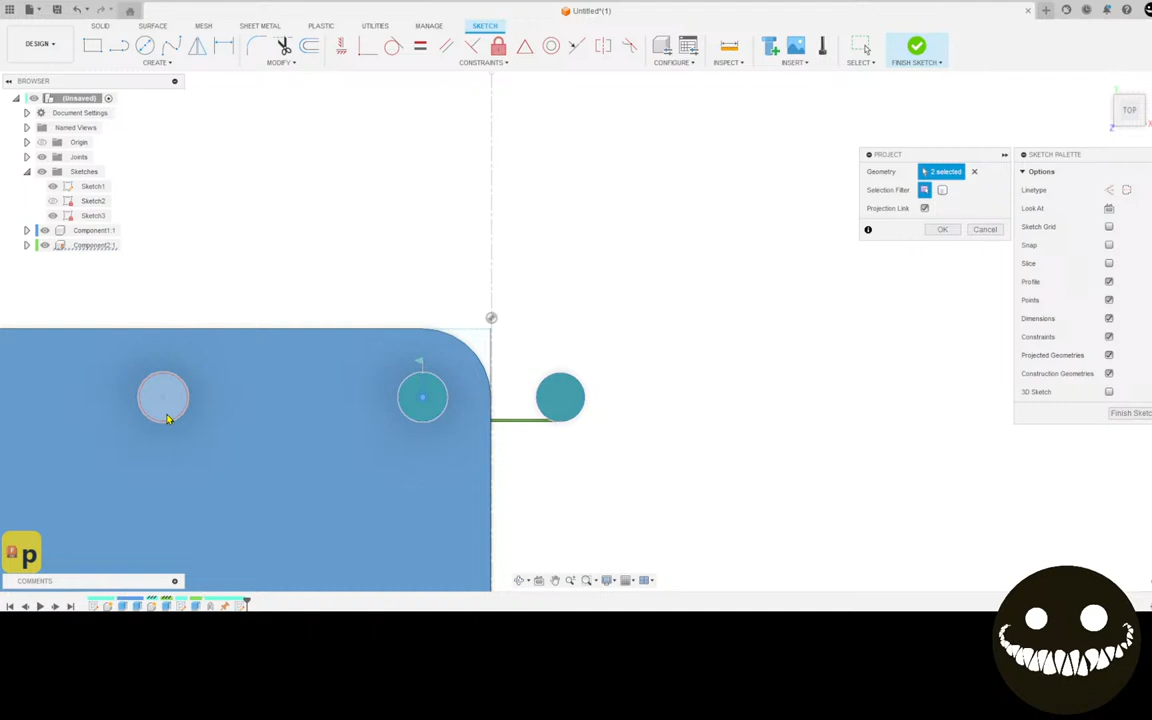 Untitled*(1)
DESIGN
SOLID SURFACE MESH SHEET METAL PLASTIC UTILITIES MANAGE SKETCH
CREATE MODIFY CONSTRAINTS CONFIGURE INSPECT INSERT SELECT FINISH SKETCH
BROWSER
(Unsaved)
Document Settings
Named Views
Origin
Joints
Sketches
Sketch1
Sketch2
Sketch3
Component1:1
Component2:1
TOP
X
Z
PROJECT
Geometry 2 selected
Selection Filter
Projection Link
OK Cancel
SKETCH PALETTE
Options
Linetype
Look At
Sketch Grid
Snap
Slice
Profile
Points
Dimensions
Constraints
Projected Geometries
Construction Geometries
3D Sketch
Finish Sketc
p
COMMENTS